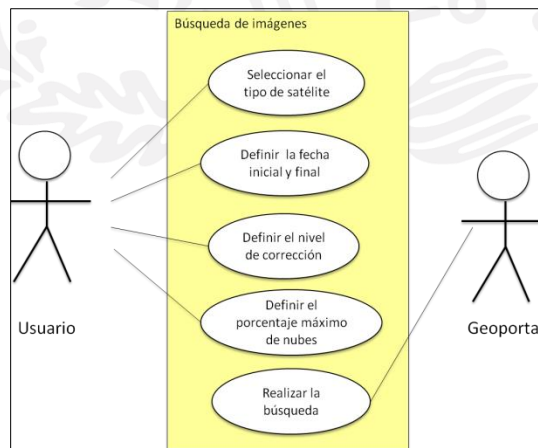 Búsqueda de imágenes
Seleccionar el
tipo de satélite
Definir la fecha
inicial y final
Definir el nivel
de corrección
Definir el
porcentaje máximo
de nubes
Realizar la
búsqueda
Usuario
Geoporta